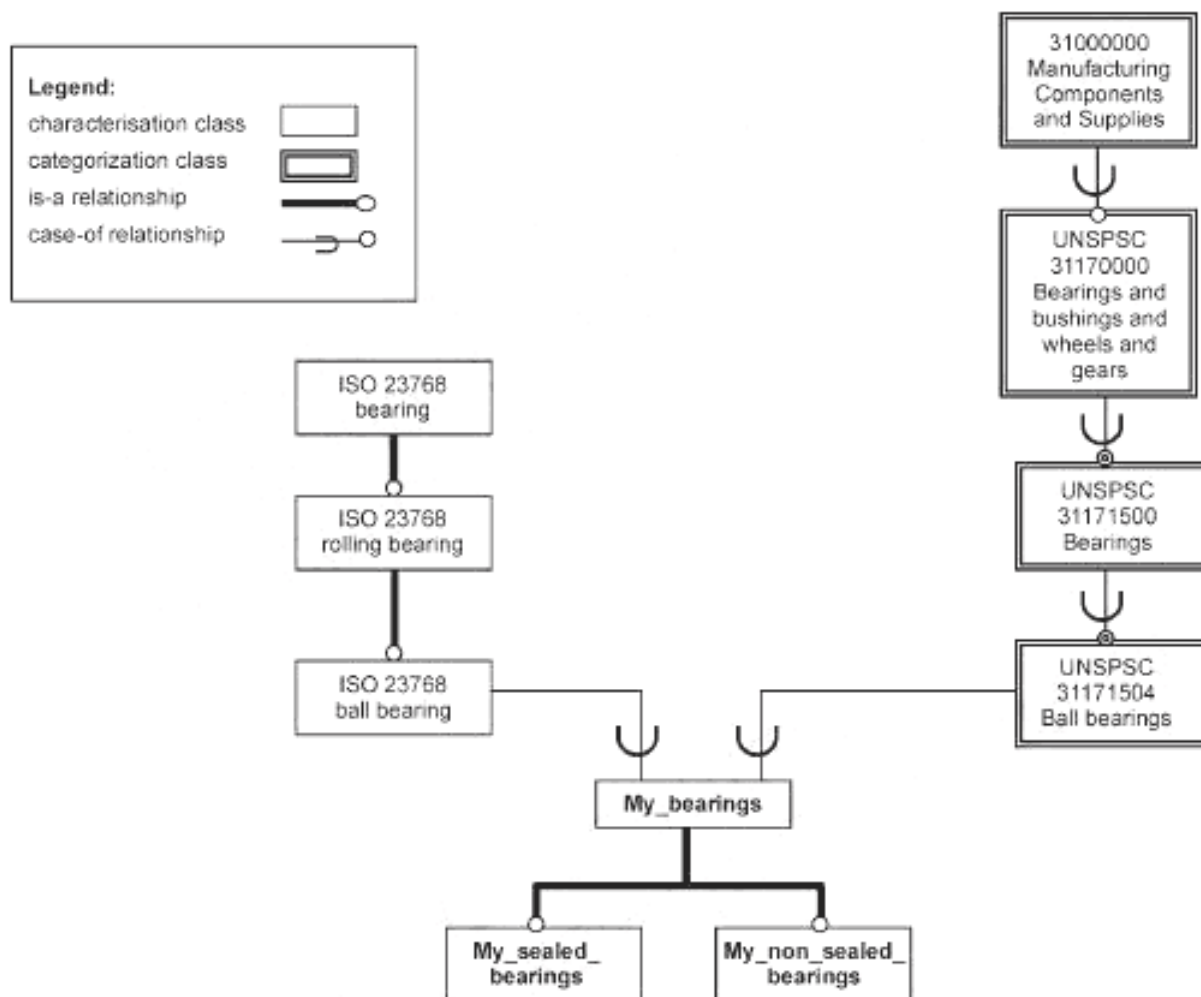 Legend:
characterisation class
categorization class
is-a relationship
case-of relationship
31000000
Manufacturing
Components
and Supplies
UNSPSC
31170000
Bearings and
bushings and
wheels and
gears
ISO 23768
bearing
ISO 23768
rolling bearing
UNSPSC
31171500
Bearings
ISO 23768
ball bearing
UNSPSC
31171504
Ball bearings
My_bearings
My_sealed_
bearings
My_non_sealed_
bearings